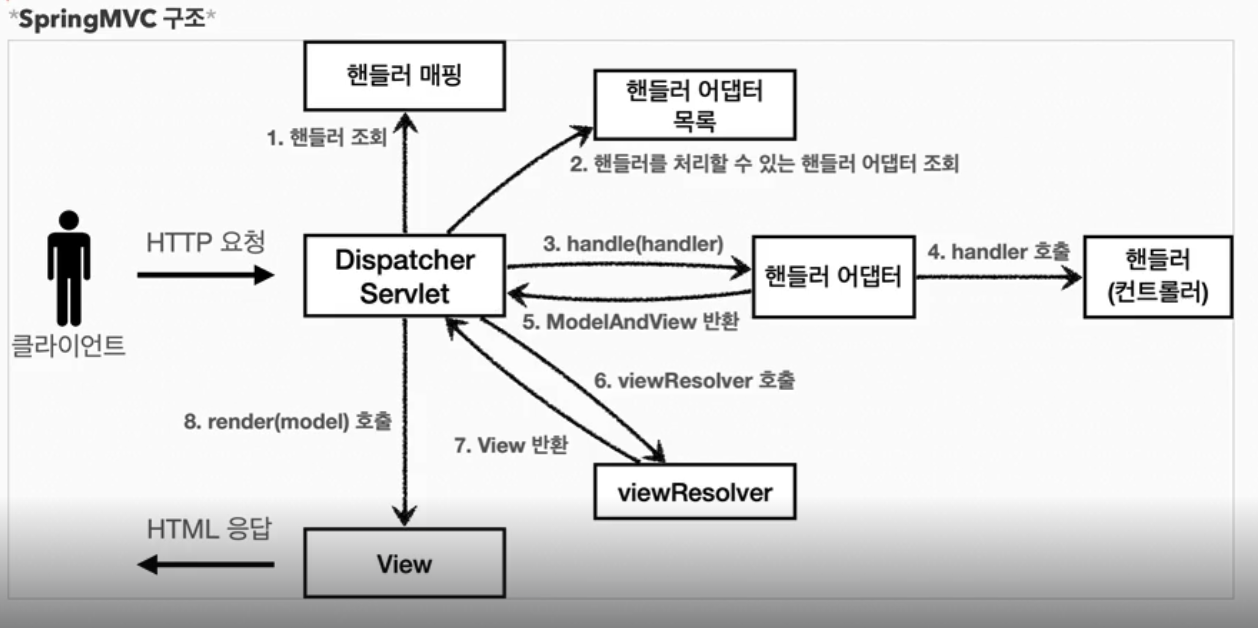 *SpringMVC 구조*
핸들러 매핑
핸들러 어댑터
목록
1. 핸들러 조회
2. 핸들러를 처리할 수 있는 핸들러 어댑터 조회
HTTP 요청
Dispatcher
Servlet
3. handle(handler)
핸들러 어댑터
4. handler 호출
핸들러
(컨트롤러)
5. ModelAndView 반환
클라이언트
6. viewResolver 호출
8. render(model) 호출
7. View 반환
viewResolver
HTML 응답
View